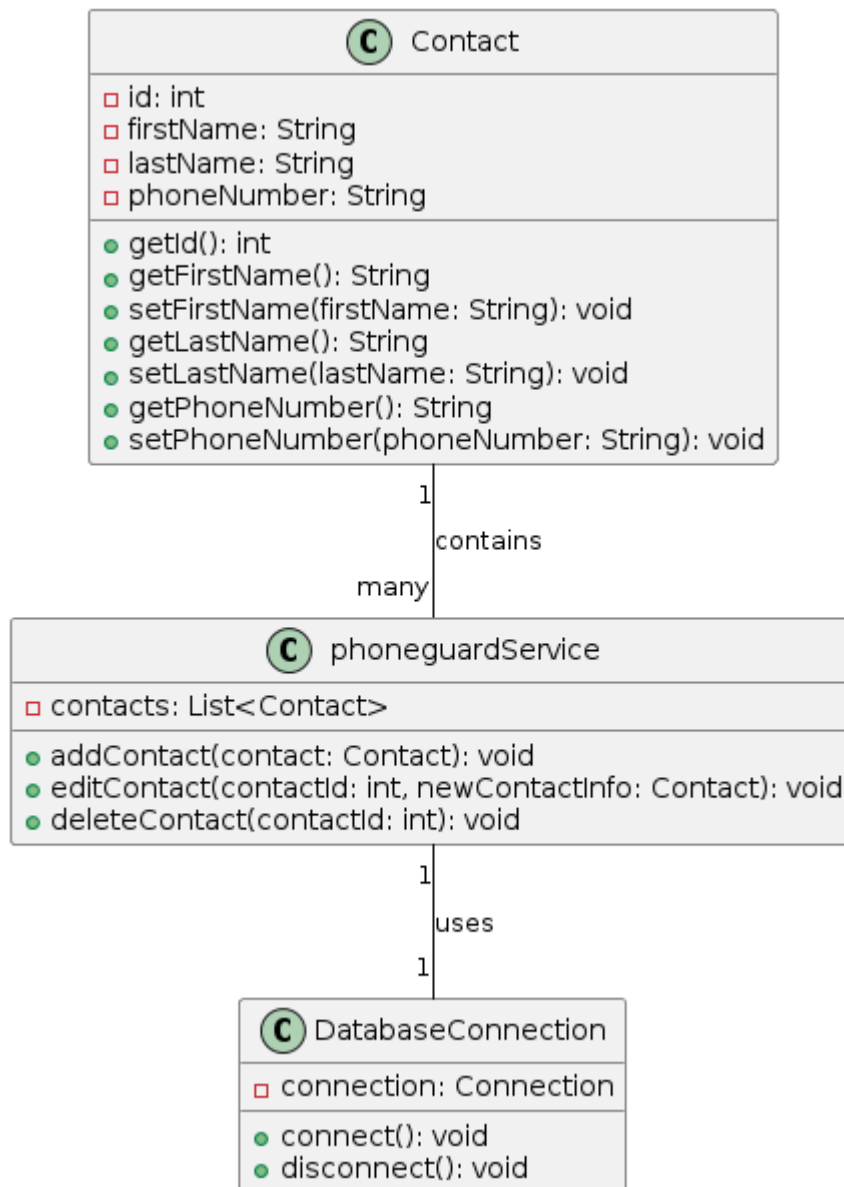 C Contact
id: int
firstName: String
lastName: String
phoneNumber: String
getId(): int
getFirstName(): String
setFirstName(firstName: String): void
getLastName(): String
setLastName(lastName: String): void
getPhoneNumber(): String
setPhoneNumber(phoneNumber: String): void
1
contains
many
C phoneguardService
contacts: List<Contact>
addContact(contact: Contact): void
editContact(contactId: int, newContactInfo: Contact): void
deleteContact(contactId: int): void
1
uses
1
C DatabaseConnection
connection: Connection
connect(): void
disconnect(): void